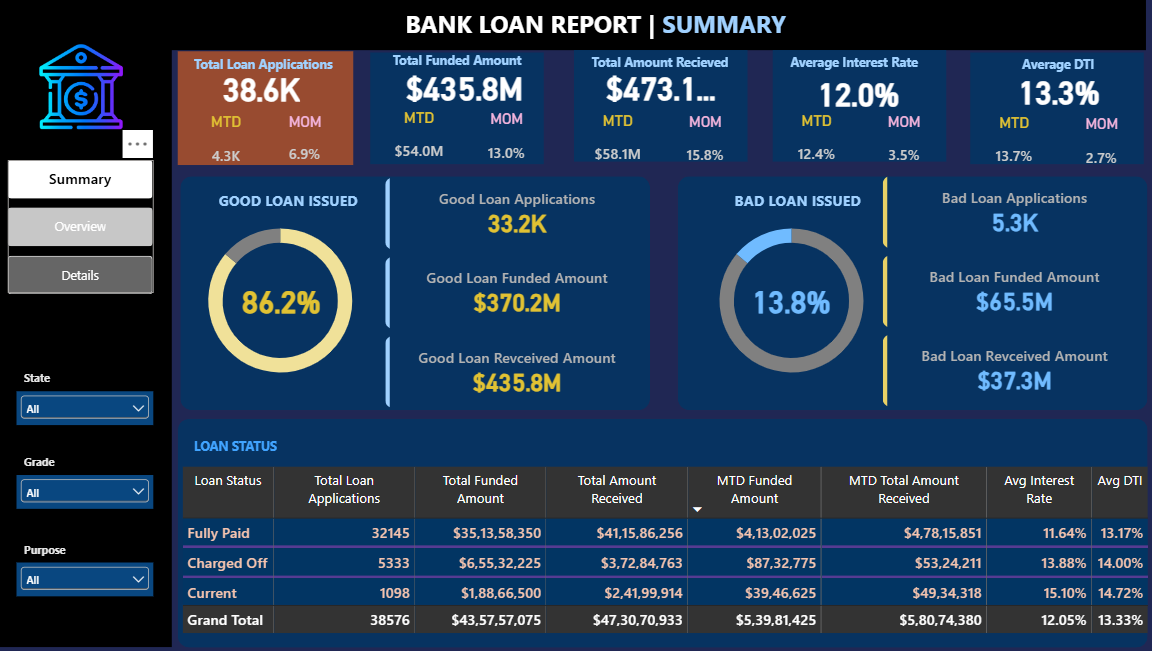 BANK LOAN REPORT | SUMMARY
$
...
Summary
Overview
Details
State
All
Grade
All
Purpose
All
Total Loan Applications
38.6K
MTD MOM
4.3K 6.9%
Total Funded Amount
$435.8M
MTD MOM
$54.0M 13.0%
Total Amount Recieved
$473.1...
MTD MOM
$58.1M 15.8%
Average Interest Rate
12.0%
MTD MOM
12.4% 3.5%
Average DTI
13.3%
MTD MOM
13.7% 2.7%
GOOD LOAN ISSUED
86.2%
Good Loan Applications
33.2K
Good Loan Funded Amount
$370.2M
Good Loan Revceived Amount
$435.8M
BAD LOAN ISSUED
13.8%
Bad Loan Applications
5.3K
Bad Loan Funded Amount
$65.5M
Bad Loan Revceived Amount
$37.3M
LOAN STATUS
Loan Status Total Loan Total Funded Total Amount MTD Funded MTD Total Amount Avg Interest Avg DTI
Applications Amount Received Amount Received Rate
Fully Paid 32145 $35,13,58,350 $41,15,86,256 $4,13,02,025 $4,78,15,851 11.64% 13.17%
Charged Off 5333 $6,55,32,225 $3,72,84,763 $87,32,775 $53,24,211 13.88% 14.00%
Current 1098 $1,88,66,500 $2,41,99,914 $39,46,625 $49,34,318 15.10% 14.72%
Grand Total 38576 $43,57,57,075 $47,30,70,933 $5,39,81,425 $5,80,74,380 12.05% 13.33%